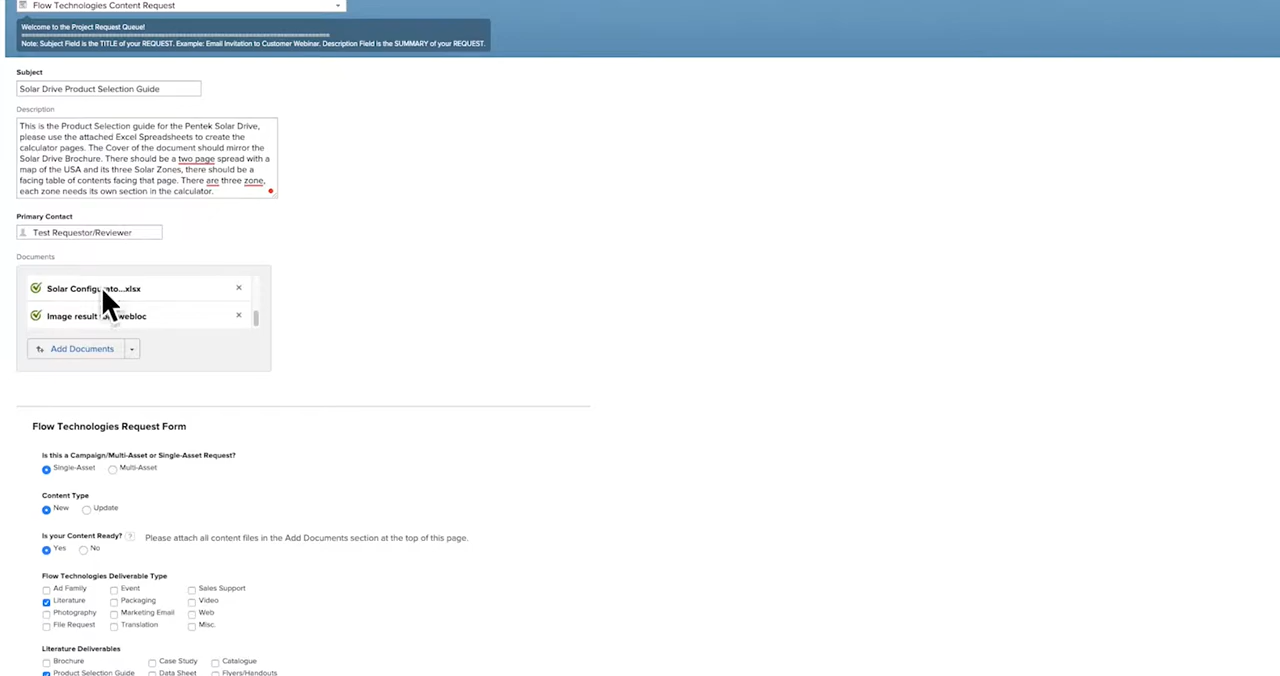 Flow Technologies Content Request
Welcome to the Project Request Queue!
Note: Subject Field is the TITLE of your REQUEST. Example: Email Invitation to Customer Webinar. Description Field is the SUMMARY of your REQUEST.
Subject
Solar Drive Product Selection Guide
Description
This is the Product Selection guide for the Pentek Solar Drive,
please use the attached Excel Spreadsheets to create the
calculator pages. The Cover of the document should mirror the
Solar Drive Brochure. There should be a two page spread with a
map of the USA and its three Solar Zones, there should be a
facing table of contents facing that page. There are three zone,
each zone needs its own section in the calculator.
Primary Contact
Test Requestor/Reviewer
Documents
Solar Configurato...xlsx
Image result webloc
Add Documents
Flow Technologies Request Form
Is this a Campaign/Multi-Asset or Single-Asset Request?
Single-Asset Multi-Asset
Content Type
New Update
Is your Content Ready? ? Please attach all content files in the Add Documents section at the top of this page.
Yes No
Flow Technologies Deliverable Type
Ad Family Event Sales Support
Literature Packaging Video
Photography Marketing Email Web
File Request Translation Misc.
Literature Deliverables
Brochure Case Study Catalogue
Product Selection Guide Data Sheet Flyers/Handouts